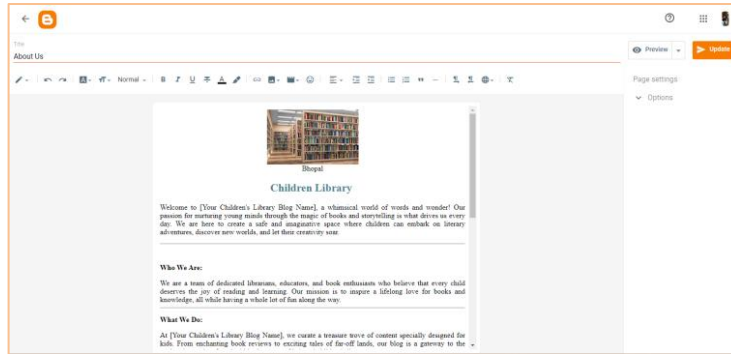 Title
About Us
Preview
Update
Normal
B I U A
Page settings
Options
Bhopal
Children Library
Welcome to [Your Children's Library Blog Name], a whimsical world of words and wonder! Our
passion for nurturing young minds through the magic of books and storytelling is what drives us every
day. We are here to create a safe and imaginative space where children can embark on literary
adventures, discover new worlds, and let their creativity soar.
Who We Are:
We are a team of dedicated librarians, educators, and book enthusiasts who believe that every child
deserves the joy of reading and learning. Our mission is to inspire a lifelong love for books and
knowledge, all while having a whole lot of fun along the way.
What We Do:
At [Your Children's Library Blog Name], we curate a treasure trove of content specially designed for
kids. From enchanting book reviews to exciting tales of far-off lands, our blog is a gateway to the